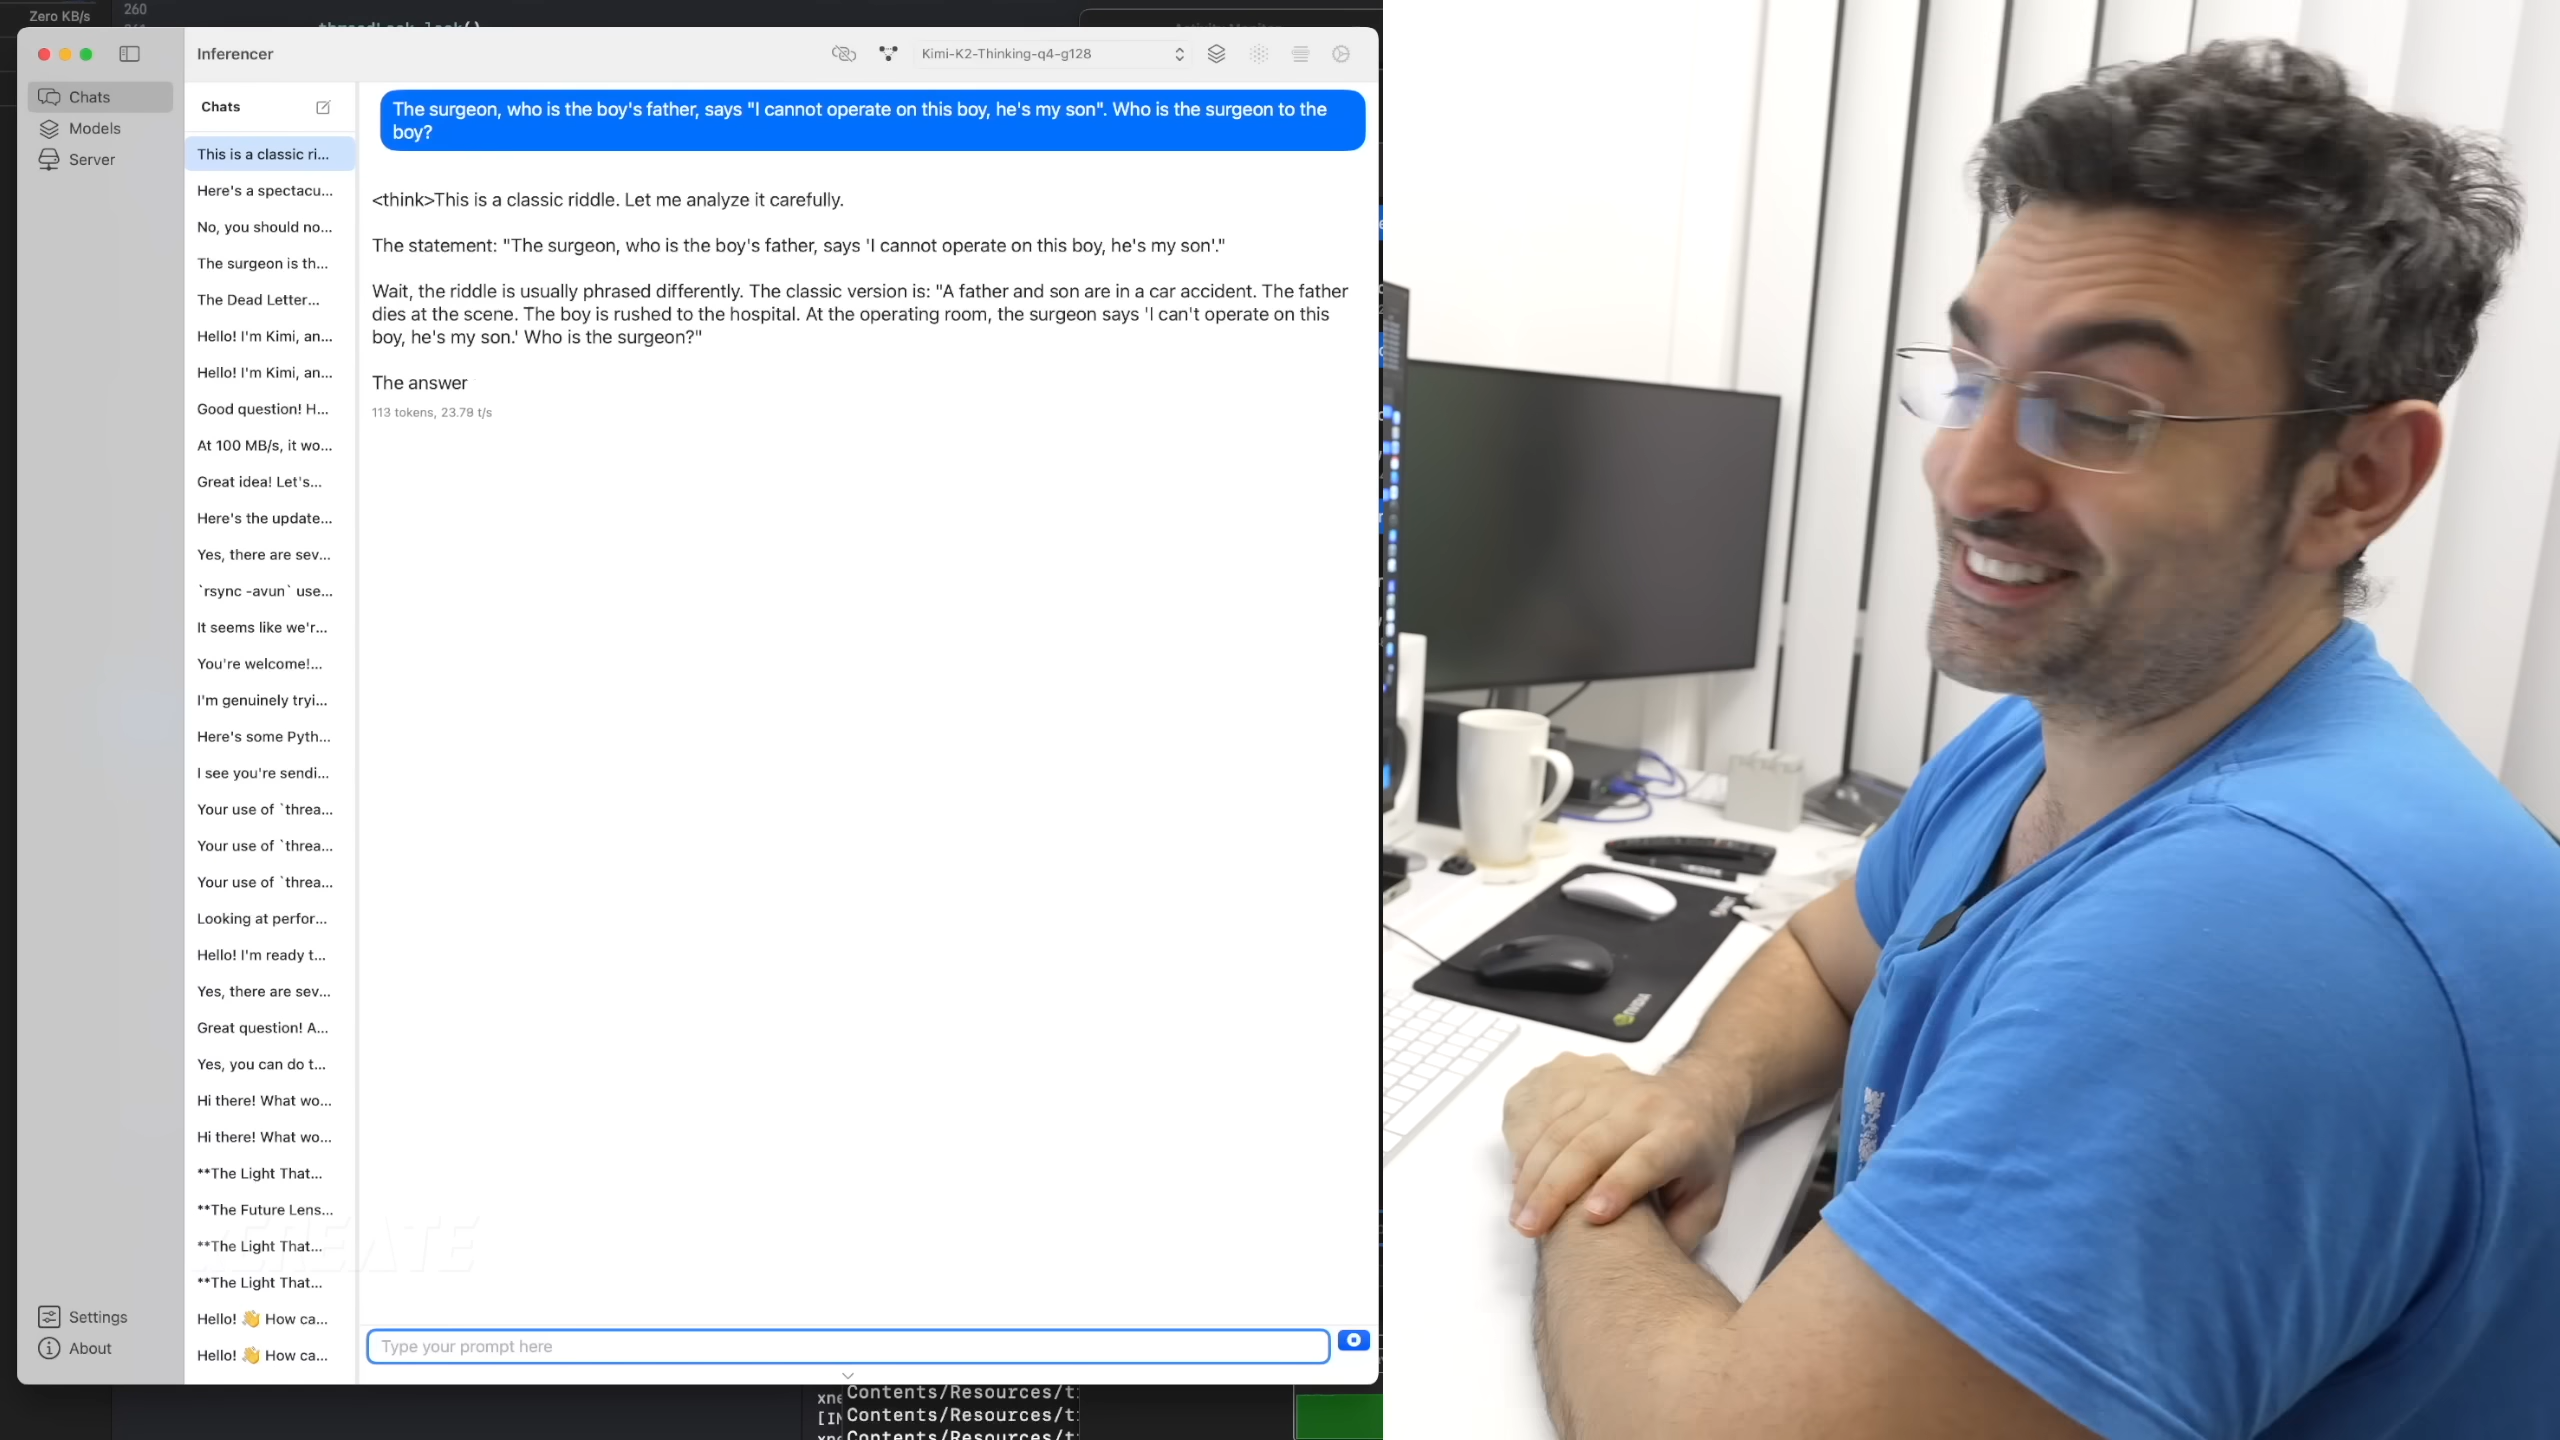 Zero KB/s
260
Inferencer
Kimi-K2-Thinking-q4-g128
Chats
Models
Server
Settings
About
Chats
This is a classic ri...
Here's a spectacu...
No, you should no...
The surgeon is th...
The Dead Letter...
Hello! I'm Kimi, an...
Hello! I'm Kimi, an...
Good question! H...
At 100 MB/s, it wo...
Great idea! Let's...
Here's the update...
Yes, there are sev...
`rsync -avun` use...
It seems like we'r...
You're welcome!...
I'm genuinely tryi...
Here's some Pyth...
I see you're sendi...
Your use of `threa...
Your use of `threa...
Your use of `threa...
Looking at perfor...
Hello! I'm ready t...
Yes, there are sev...
Great question! A...
Yes, you can do t...
Hi there! What wo...
Hi there! What wo...
**The Light That...
**The Future Lens...
**The Light That...
**The Light That...
Hello! 👋 How ca...
Hello! 👋 How ca...
The surgeon, who is the boy's father, says "I cannot operate on this boy, he's my son". Who is the surgeon to the
boy?
<think>This is a classic riddle. Let me analyze it carefully.
The statement: "The surgeon, who is the boy's father, says 'I cannot operate on this boy, he's my son'."
Wait, the riddle is usually phrased differently. The classic version is: "A father and son are in a car accident. The father
dies at the scene. The boy is rushed to the hospital. At the operating room, the surgeon says 'I can't operate on this
boy, he's my son.' Who is the surgeon?"
The answer
113 tokens, 23.79 t/s
Type your prompt here
Contents/Resources/t
Contents/Resources/t
Contents/Resources/t
NVIDIA